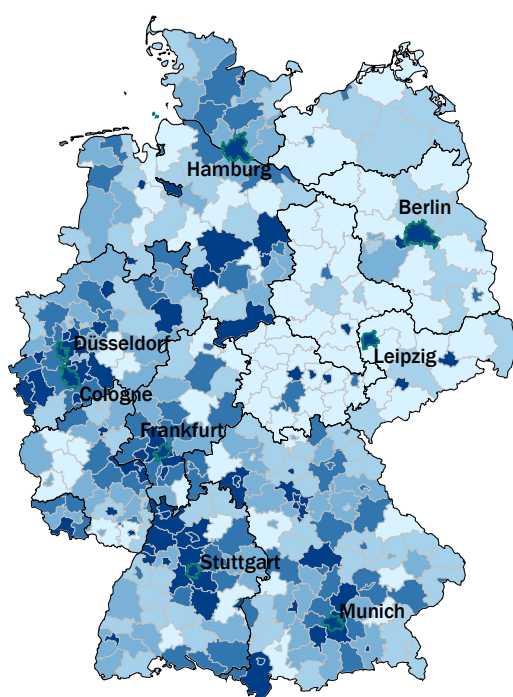 Hamburg
Berlin
Düsseldorf
Leipzig
Cologne
Frankfurt
Stuttgart
Munich